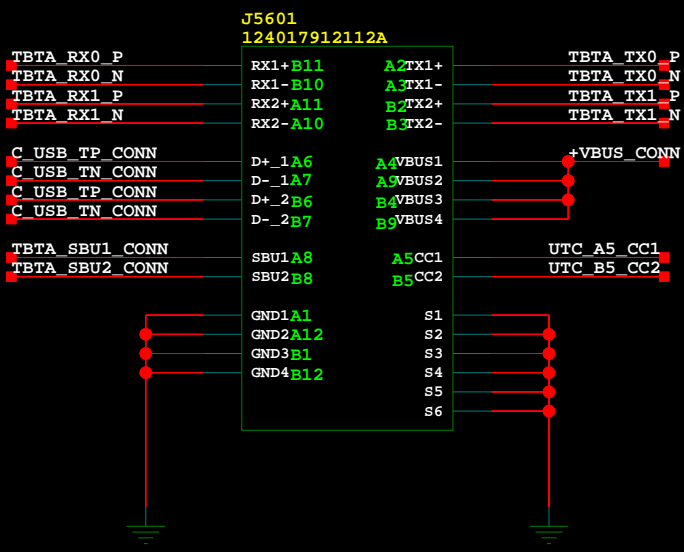 J5601
124017912112A
TBTA_RX0_P RX1+ B11 A2 TX1+ TBTA_TX0_P
TBTA_RX0_N RX1- B10 A3 TX1- TBTA_TX0_N
TBTA_RX1_P RX2+ A11 B2 TX2+ TBTA_TX1_P
TBTA_RX1_N RX2- A10 B3 TX2- TBTA_TX1_N
C_USB_TP_CONN D+_1 A6 A4 VBUS1 +VBUS_CONN
C_USB_TN_CONN D-_1 A7 A9 VBUS2
C_USB_TP_CONN D+_2 B6 B4 VBUS3
C_USB_TN_CONN D-_2 B7 B9 VBUS4
TBTA_SBU1_CONN SBU1 A8 A5 CC1 UTC_A5_CC1
TBTA_SBU2_CONN SBU2 B8 B5 CC2 UTC_B5_CC2
GND1 A1 S1
GND2 A12 S2
GND3 B1 S3
GND4 B12 S4
S5
S6